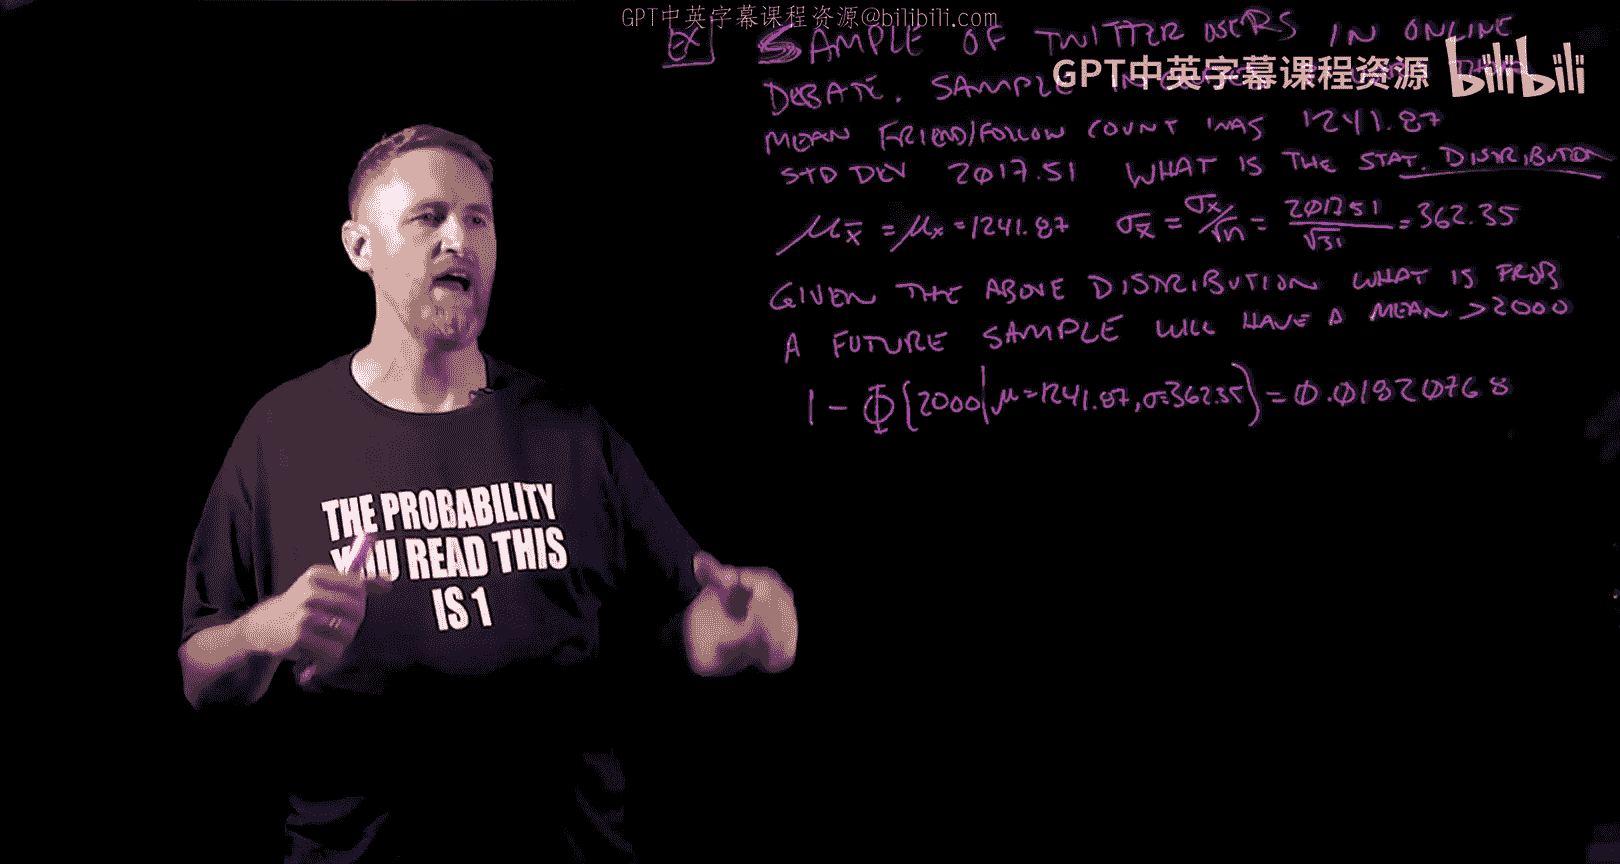 GPT中英字幕课程资源@bilibili.com
EX SAMPLE OF TWITTER USERS IN ONLINE
GPT中英字幕课程资源 bilibili
DEBATE. SAMPLE
MEAN FRIEND/FOLLOW COUNT WAS 1241.87
STD DEV 2017.51 WHAT IS THE STAT. DISTRIBUTION
μx̄ = μx = 1241.87 σx̄ = σx/√n = 2017.51/√31 = 362.35
GIVEN THE ABOVE DISTRIBUTION WHAT IS PROB
A FUTURE SAMPLE WILL HAVE A MEAN >2000
1 - Φ(2000|μ=1241.87, σ=362.35) = 0.01820768
THE PROBABILITY
YOU READ THIS
IS 1